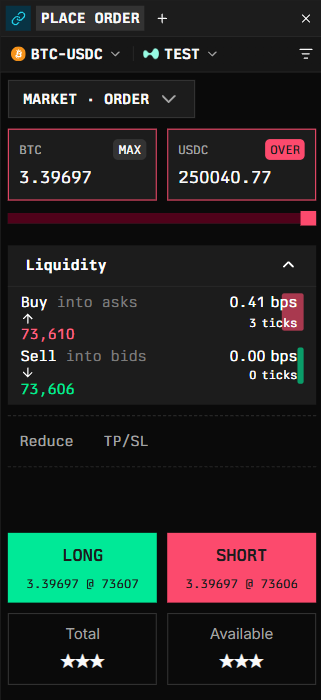 PLACE ORDER +
BTC-USDC TEST
MARKET · ORDER
BTC MAX
3.39697
USDC OVER
250040.77
Liquidity
Buy into asks 0.41 bps
3 ticks
73,610
Sell into bids 0.00 bps
0 ticks
73,606
Reduce TP/SL
LONG
3.39697 @ 73607
SHORT
3.39697 @ 73606
Total
★★★
Available
★★★